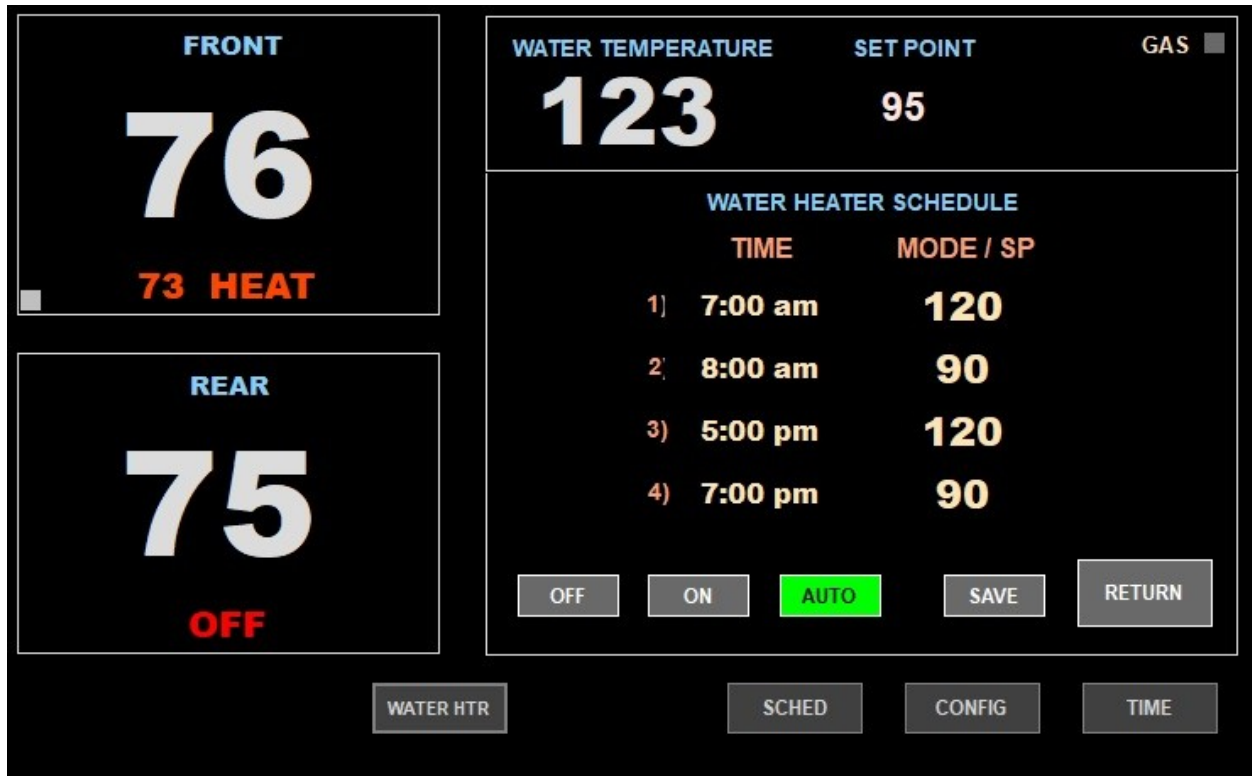 FRONT
76
73 HEAT
REAR
75
OFF
WATER TEMPERATURE SET POINT GAS
123 95
WATER HEATER SCHEDULE
TIME MODE / SP
1) 7:00 am 120
2) 8:00 am 90
3) 5:00 pm 120
4) 7:00 pm 90
OFF ON AUTO SAVE RETURN
WATER HTR SCHED CONFIG TIME